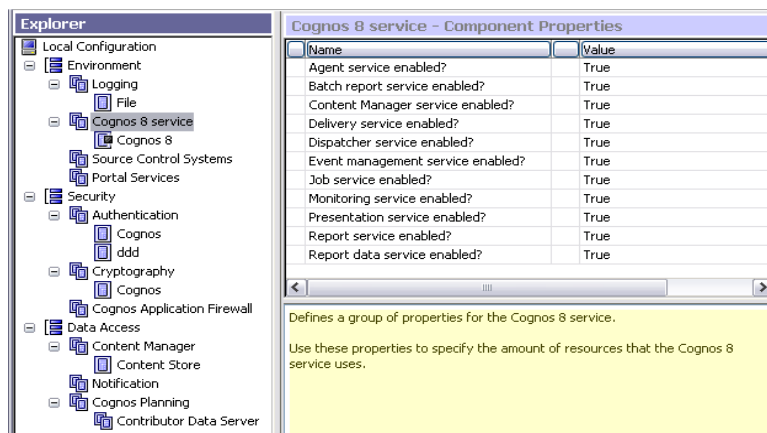 Explorer
Local Configuration
Environment
Logging
File
Cognos 8 service
Cognos 8
Source Control Systems
Portal Services
Security
Authentication
Cognos
ddd
Cryptography
Cognos
Cognos Application Firewall
Data Access
Content Manager
Content Store
Notification
Cognos Planning
Contributor Data Server
Cognos 8 service - Component Properties
Name Value
Agent service enabled? True
Batch report service enabled? True
Content Manager service enabled? True
Delivery service enabled? True
Dispatcher service enabled? True
Event management service enabled? True
Job service enabled? True
Monitoring service enabled? True
Presentation service enabled? True
Report service enabled? True
Report data service enabled? True
Defines a group of properties for the Cognos 8 service.
Use these properties to specify the amount of resources that the Cognos 8
service uses.